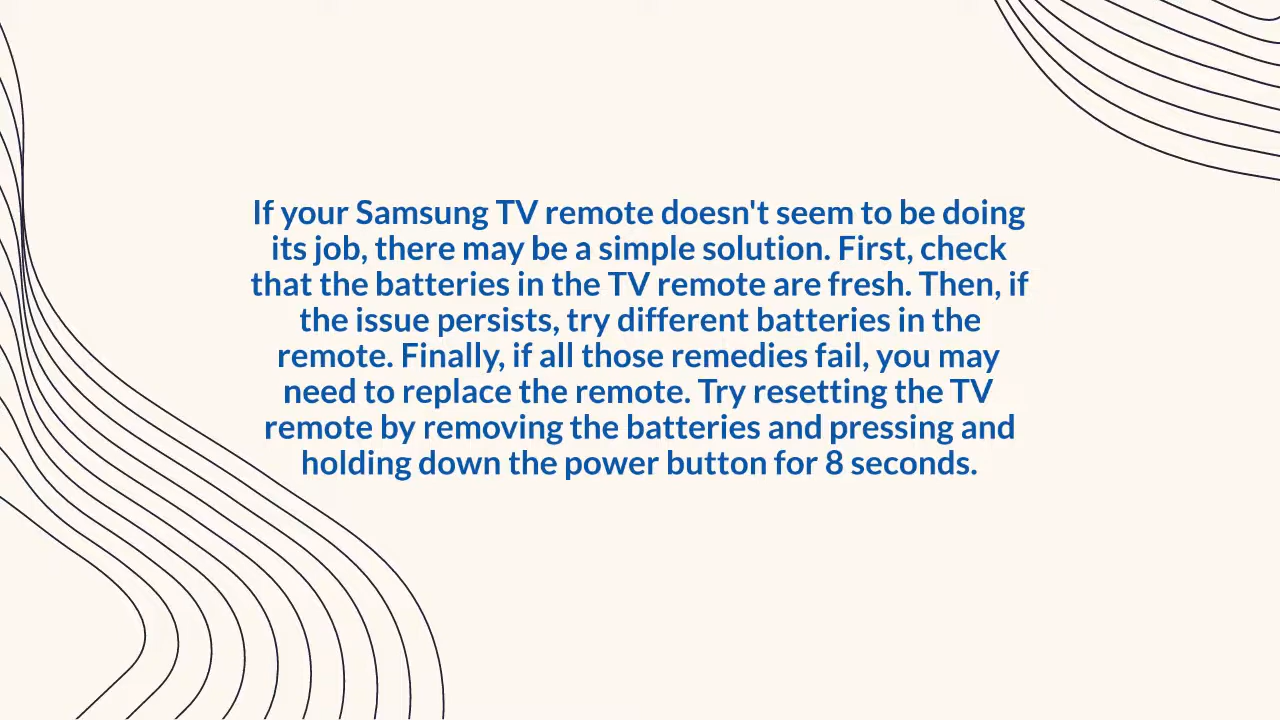 If your Samsung TV remote doesn't seem to be doing
its job, there may be a simple solution. First, check
that the batteries in the TV remote are fresh. Then, if
the issue persists, try different batteries in the
remote. Finally, if all those remedies fail, you may
need to replace the remote. Try resetting the TV
remote by removing the batteries and pressing and
holding down the power button for 8 seconds.